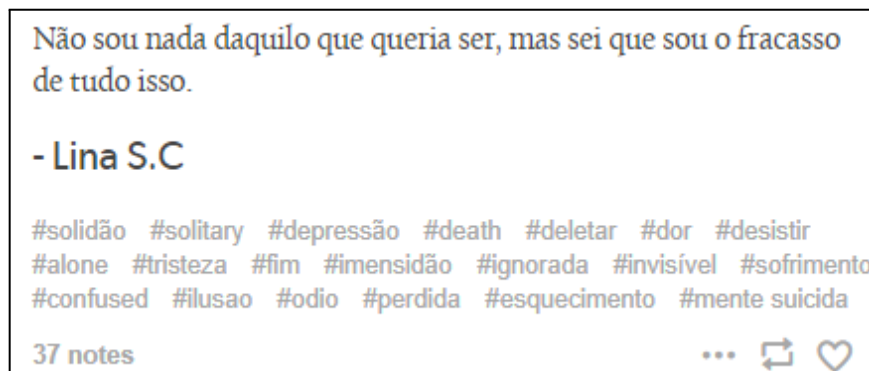 Não sou nada daquilo que queria ser, mas sei que sou o fracasso
de tudo isso.
- Lina S.C
#solidão #solitary #depressão #death #deletar #dor #desistir
#alone #tristeza #fim #imensidão #ignorada #invisível #sofrimento
#confused #ilusao #odio #perdida #esquecimento #mente suicida
37 notes